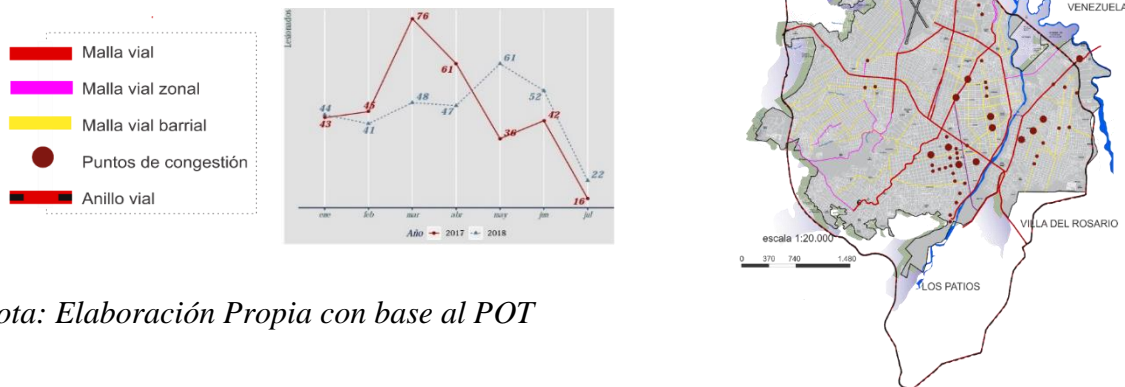 Malla vial
Malla vial zonal
Malla vial barrial
Puntos de congestión
Anillo vial
Lesionados
76
61
61
44
43
45
41
48
47
36
52
42
22
16
ene feb mar abr may jun jul
Año 2017 2018
VENEZUELA
VILLA DEL ROSARIO
escala 1:20.000
0 370 740 1.480
LOS PATIOS
ota: Elaboración Propia con base al POT